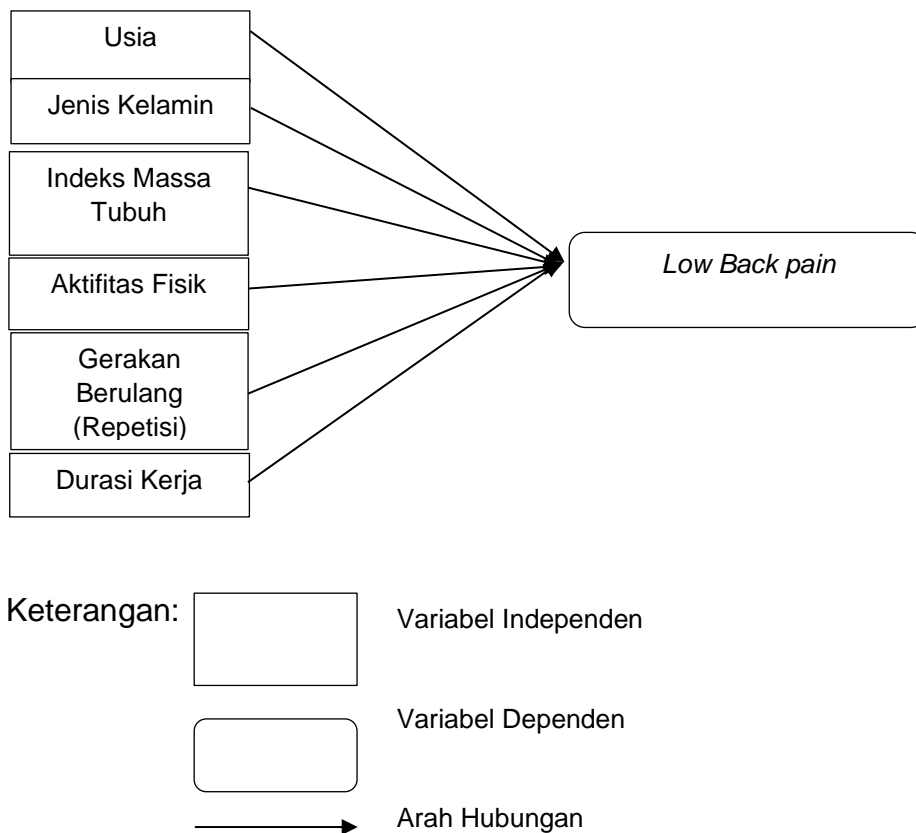 Usia
Jenis Kelamin
Indeks Massa
Tubuh
Aktifitas Fisik
Gerakan
Berulang
(Repetisi)
Durasi Kerja
Low Back pain
Keterangan:
Variabel Independen
Variabel Dependen
Arah Hubungan